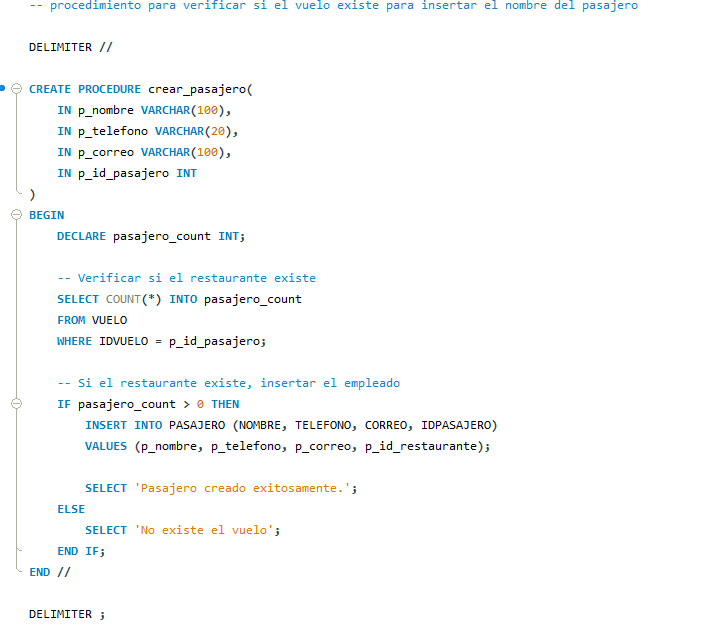 -- procedimiento para verificar si el vuelo existe para insertar el nombre del pasajero
DELIMITER //
CREATE PROCEDURE crear_pasajero(
IN p_nombre VARCHAR(100),
IN p_telefono VARCHAR(20),
IN p_correo VARCHAR(100),
IN p_id_pasajero INT
)
BEGIN
DECLARE pasajero_count INT;
-- Verificar si el restaurante existe
SELECT COUNT(*) INTO pasajero_count
FROM VUELO
WHERE IDVUELO = p_id_pasajero;
-- Si el restaurante existe, insertar el empleado
IF pasajero_count > 0 THEN
INSERT INTO PASAJERO (NOMBRE, TELEFONO, CORREO, IDPASAJERO)
VALUES (p_nombre, p_telefono, p_correo, p_id_restaurante);
SELECT 'Pasajero creado exitosamente.';
ELSE
SELECT 'No existe el vuelo';
END IF;
END //
DELIMITER ;